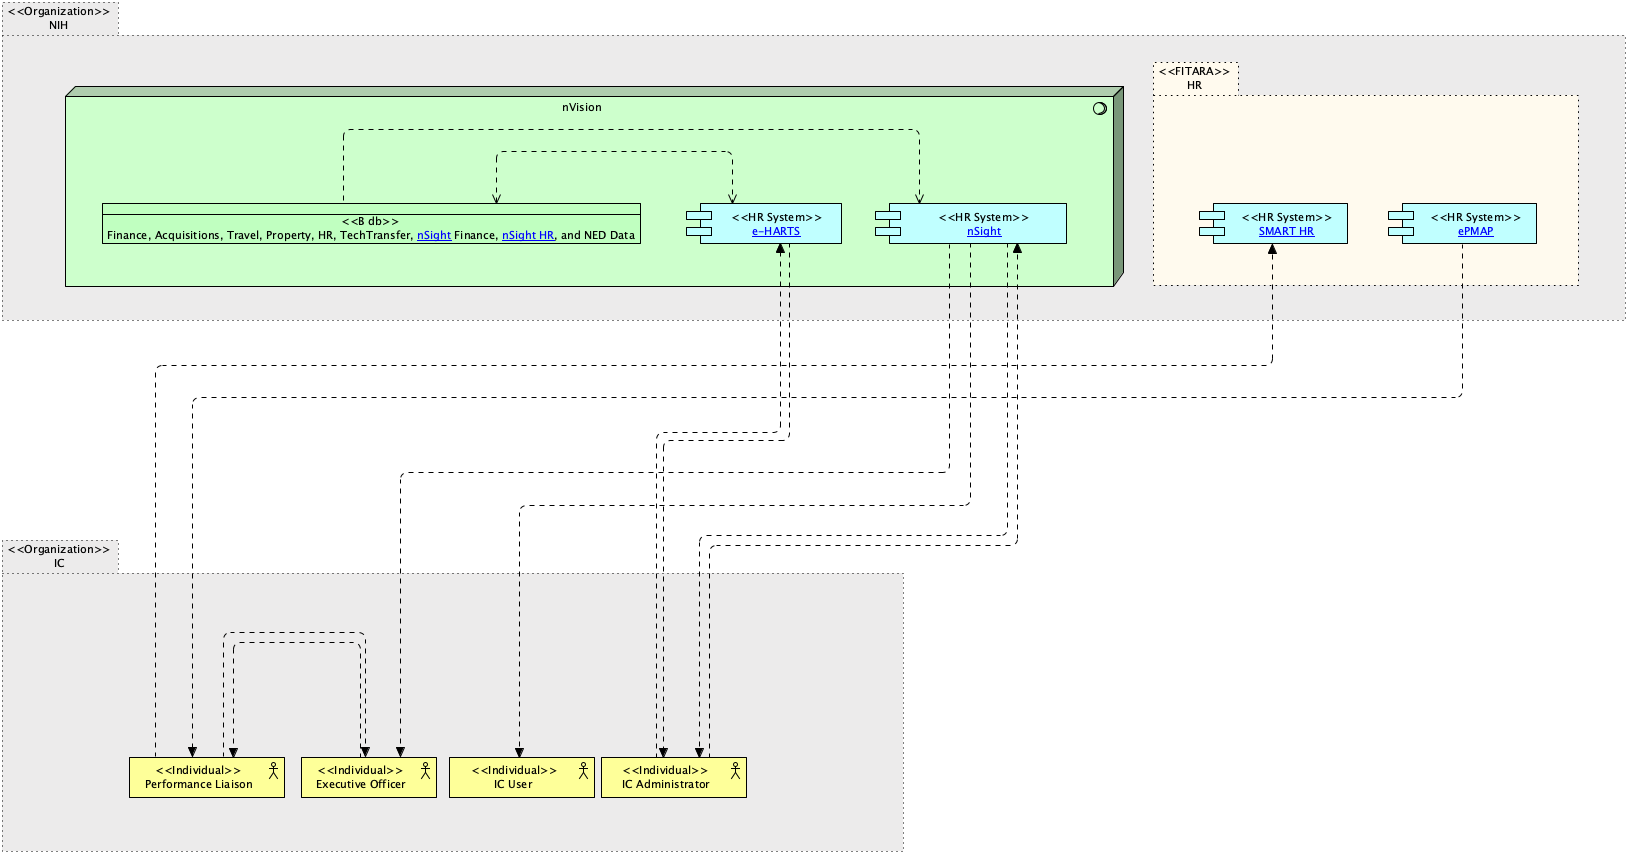 <<Organization>>
NIH
<<FITARA>>
HR
nVision
<<B db>>
Finance, Acquisitions, Travel, Property, HR, TechTransfer, nSight Finance, nSight HR, and NED Data
<<HR System>>
e-HARTS
<<HR System>>
nSight
<<HR System>>
SMART HR
<<HR System>>
ePMAP
<<Organization>>
IC
<<Individual>>
Performance Liaison
<<Individual>>
Executive Officer
<<Individual>>
IC User
<<Individual>>
IC Administrator